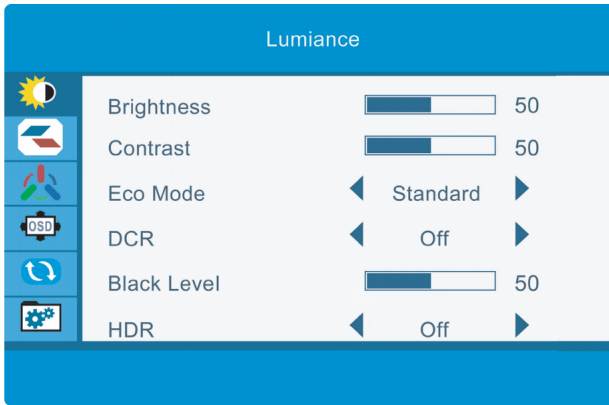 Lumiance
Brightness 50
Contrast 50
Eco Mode Standard
DCR Off
OSD
Black Level 50
HDR Off